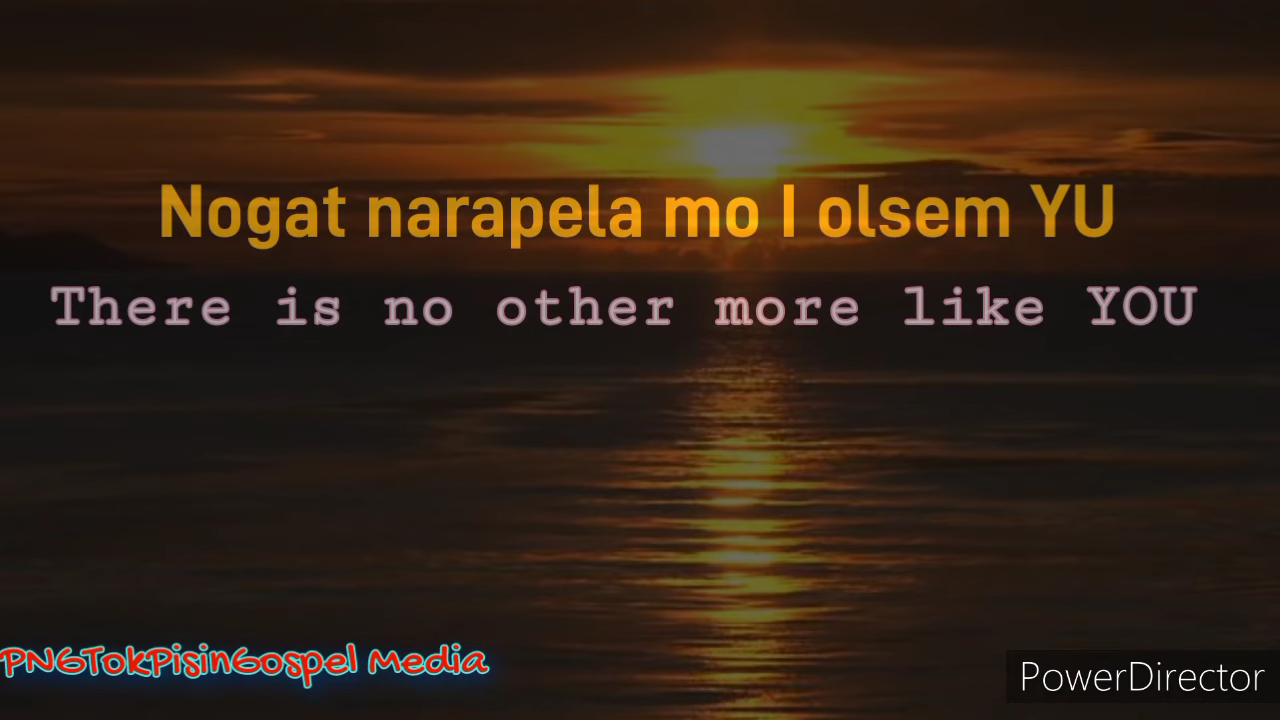 Nogat narapela mo I olsem YU
There is no other more like YOU
PNGTokPisinGospel Media
PowerDirector